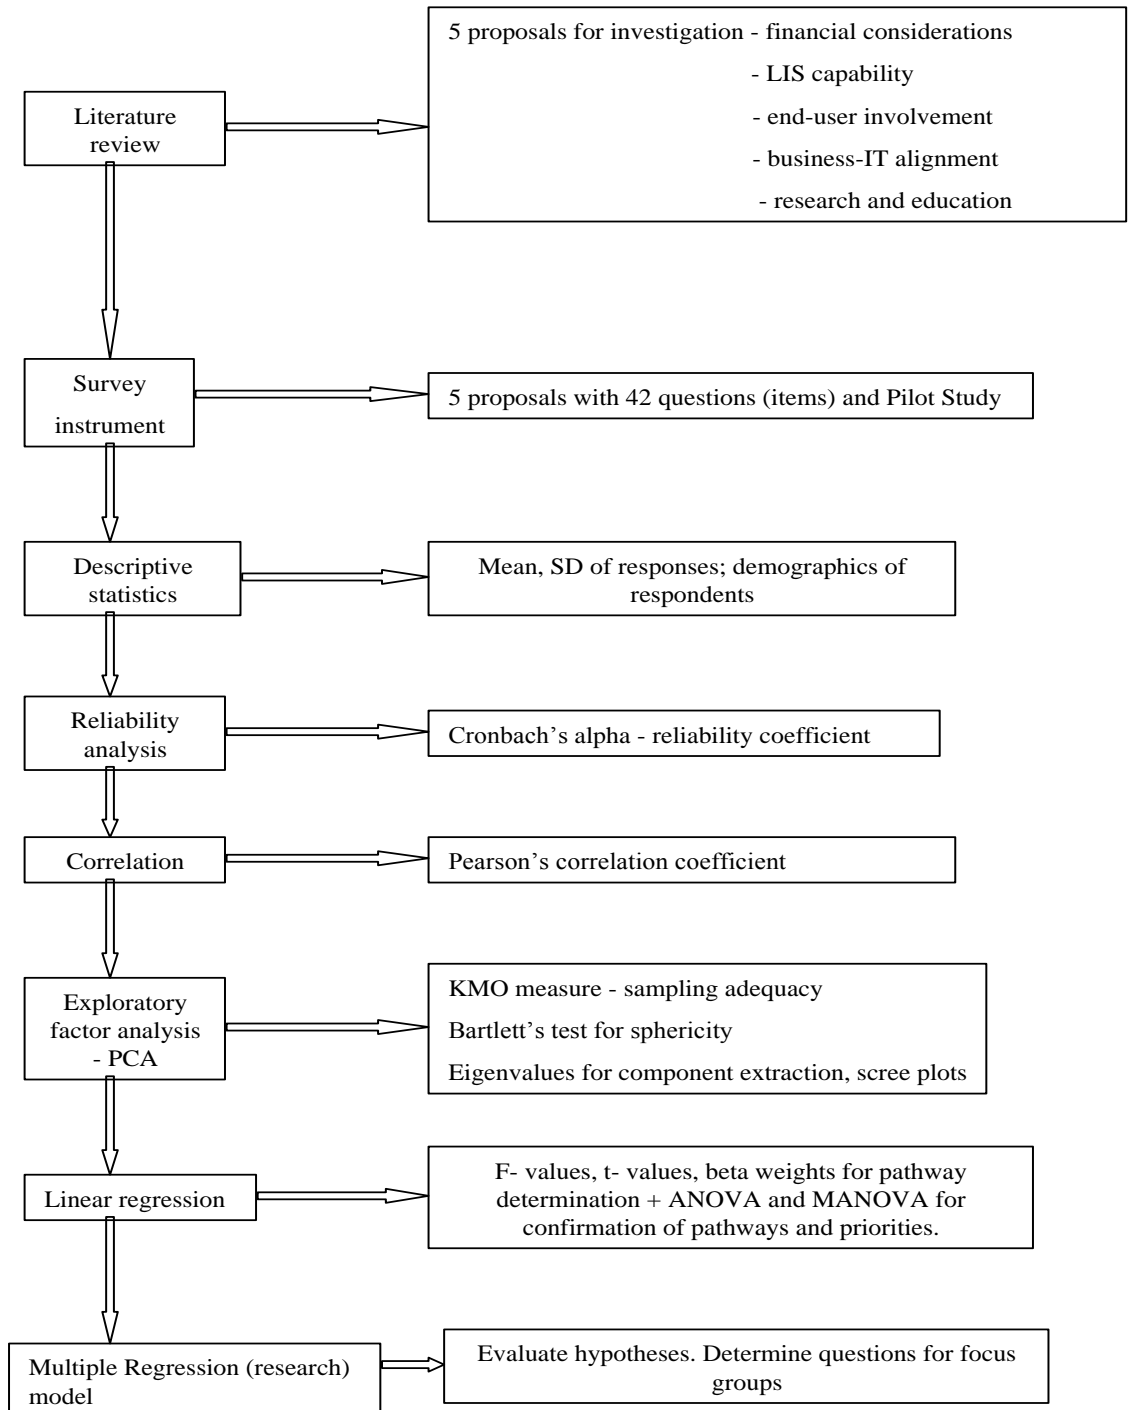 5 proposals for investigation - financial considerations
- LIS capability
- end-user involvement
- business-IT alignment
- research and education
Literature
review
Survey
instrument
5 proposals with 42 questions (items) and Pilot Study
Descriptive
statistics
Mean, SD of responses; demographics of
respondents
Reliability
analysis
Cronbach’s alpha - reliability coefficient
Correlation
Pearson’s correlation coefficient
Exploratory
factor analysis
- PCA
KMO measure - sampling adequacy
Bartlett’s test for sphericity
Eigenvalues for component extraction, scree plots
Linear regression
F- values, t- values, beta weights for pathway
determination + ANOVA and MANOVA for
confirmation of pathways and priorities.
Multiple Regression (research)
model
Evaluate hypotheses. Determine questions for focus
groups